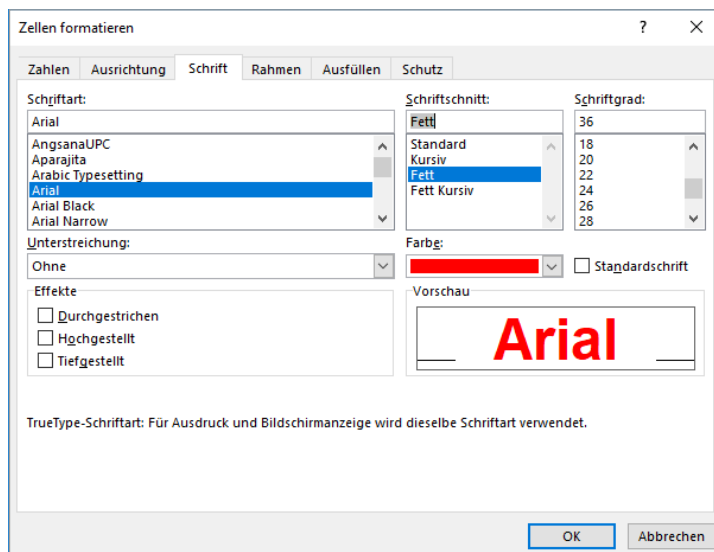 Zellen formatieren ?
Zahlen Ausrichtung Schrift Rahmen Ausfüllen Schutz
Schriftart: Schriftschnitt: Schriftgrad:
Arial Fett 36
AngsanaUPC Standard 18
Aparajita Kursiv 20
Arabic Typesetting Fett 22
Arial Fett Kursiv 24
Arial Black 26
Arial Narrow 28
Unterstreichung: Farbe:
Ohne Standardschrift
Effekte Vorschau
Durchgestrichen
Hochgestellt
Tiefgestellt
Arial
TrueType-Schriftart: Für Ausdruck und Bildschirmanzeige wird dieselbe Schriftart verwendet.
OK Abbrechen